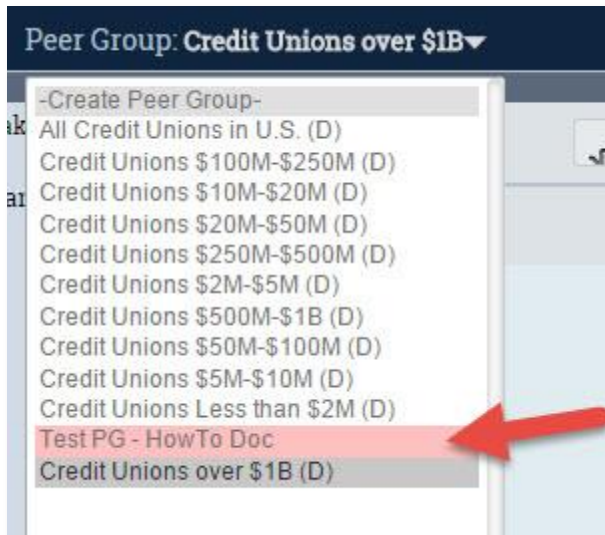 Peer Group: Credit Unions over $1B
-Create Peer Group-
All Credit Unions in U.S. (D)
Credit Unions $100M-$250M (D)
Credit Unions $10M-$20M (D)
Credit Unions $20M-$50M (D)
Credit Unions $250M-$500M (D)
Credit Unions $2M-$5M (D)
Credit Unions $500M-$1B (D)
Credit Unions $50M-$100M (D)
Credit Unions $5M-$10M (D)
Credit Unions Less than $2M (D)
Test PG - HowTo Doc
Credit Unions over $1B (D)